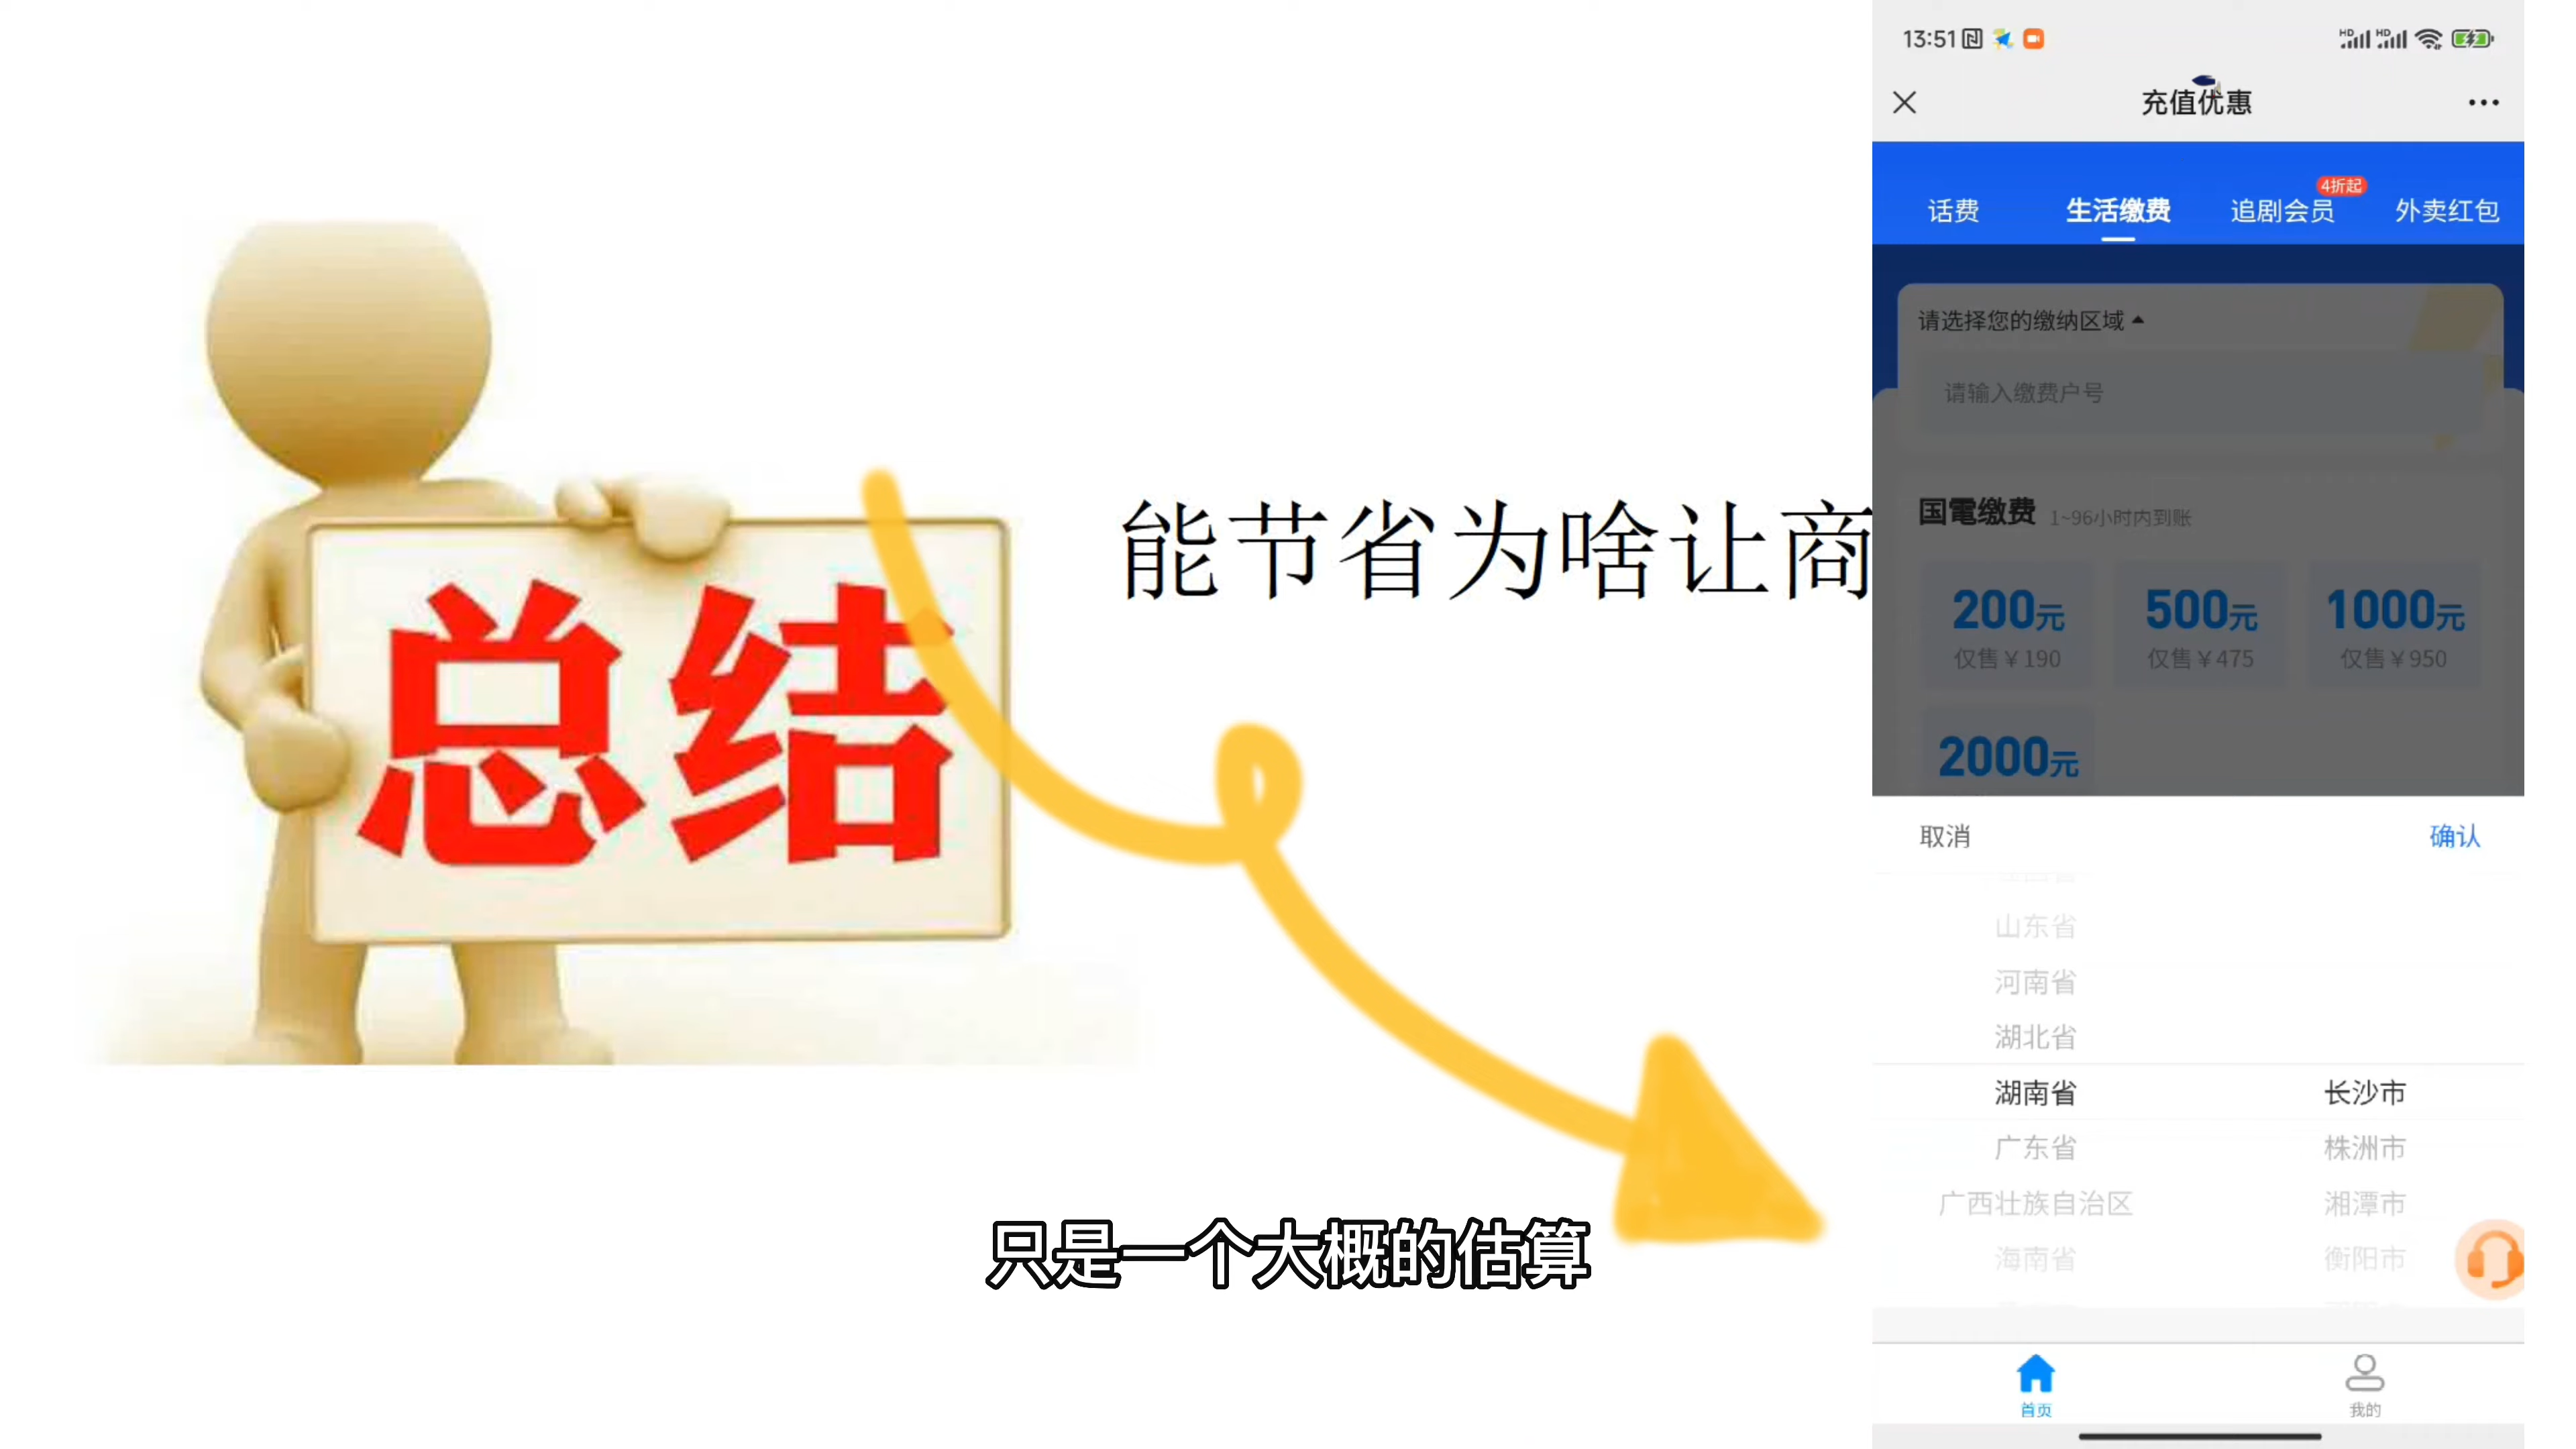 总结
能节省为啥让商
只是一个大概的估算
13:51
充值优惠
话费
生活缴费
追剧会员
4折起
外卖红包
请选择您的缴纳区域
请输入缴费户号
国電缴费 1~96小时内到账
200元
仅售￥190
500元
仅售￥475
1000元
仅售￥950
2000元
取消
确认
山东省
河南省
湖北省
湖南省
长沙市
广东省
株洲市
广西壮族自治区
湘潭市
海南省
衡阳市
首页
我的